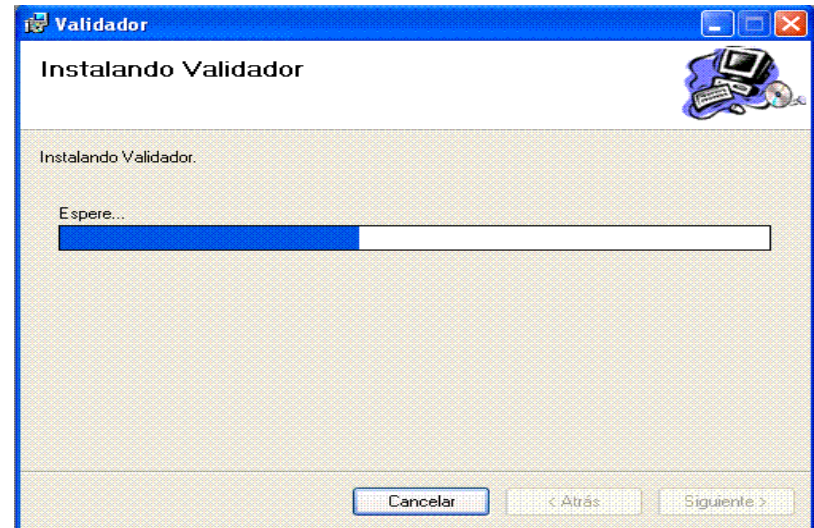 Validador
Instalando Validador
Instalando Validador.
Espere...
Cancelar
< Atrás
Siguiente >